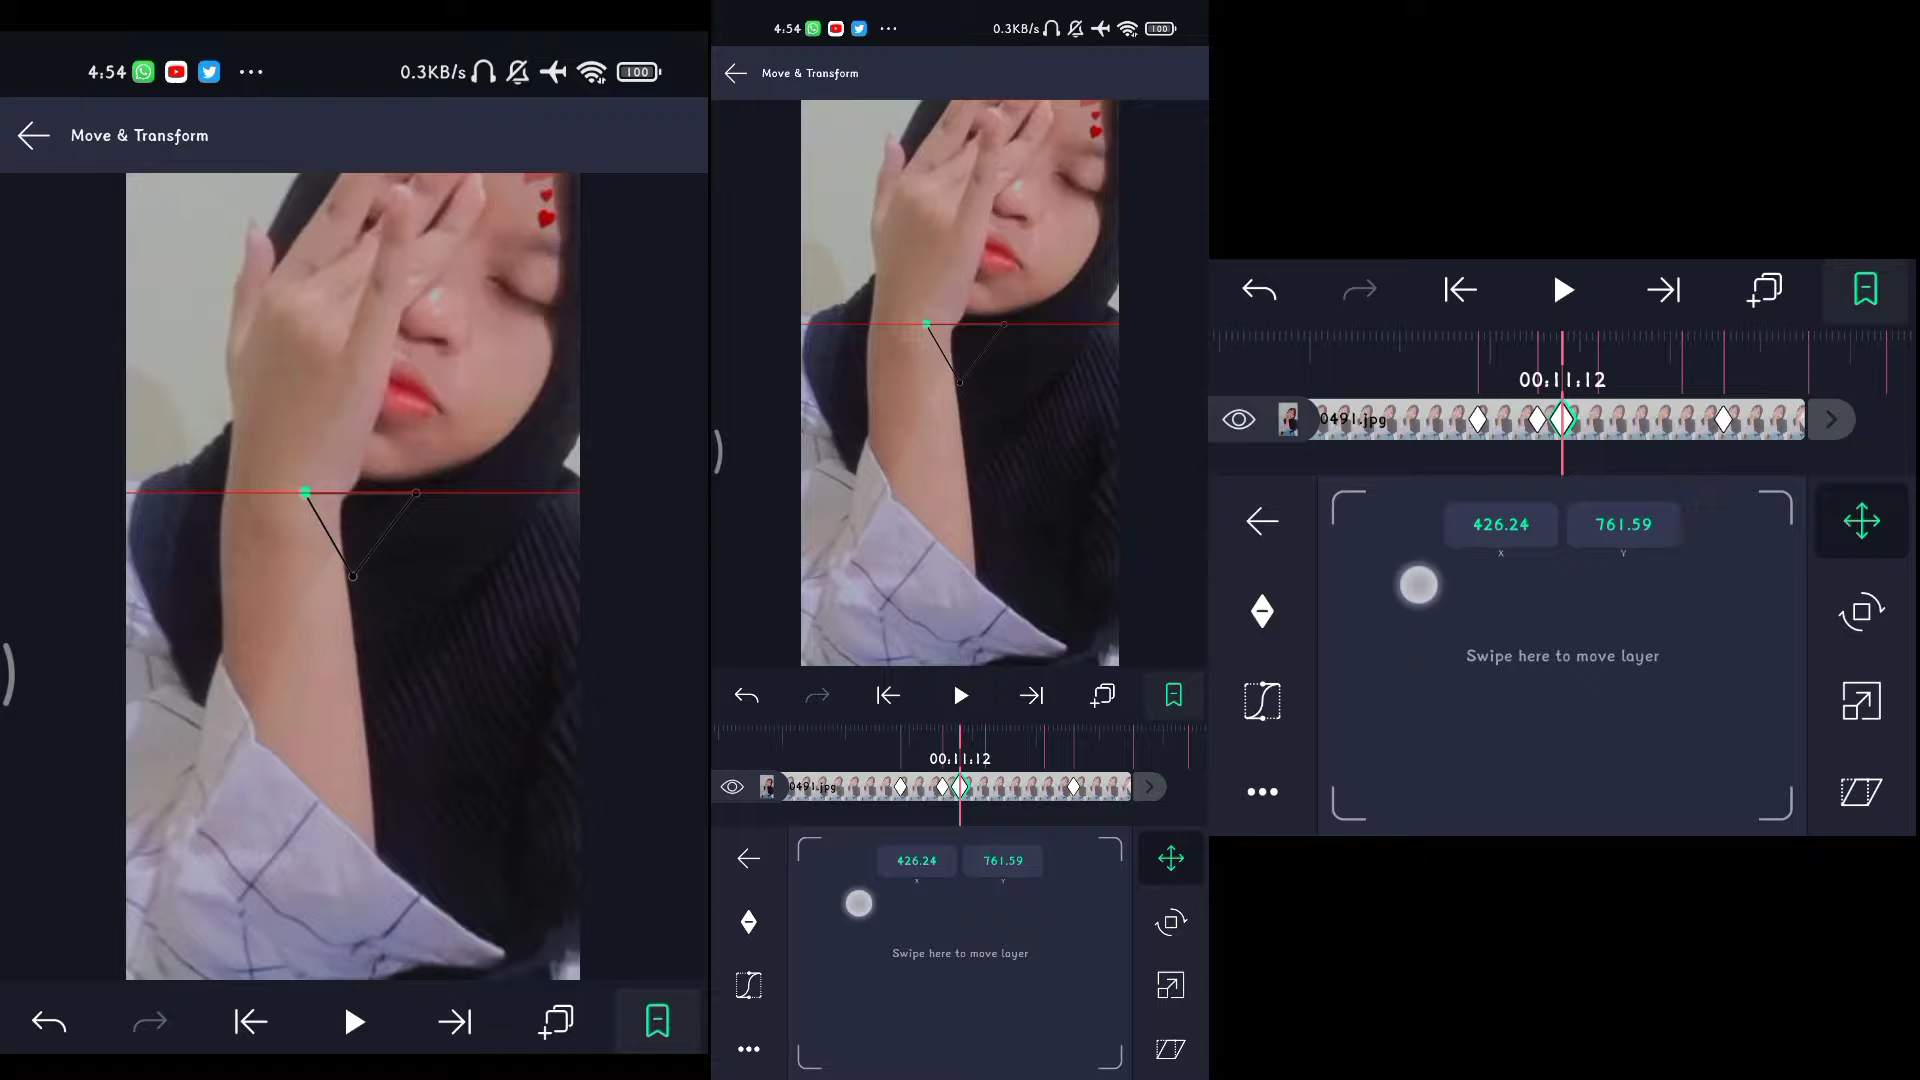 4:54 ... 0.3KB/s 100
Move & Transform
4:54 ... 0.3KB/s 100
Move & Transform
00:11:12
0491.jpg
426.24 761.59
X Y
Swipe here to move layer
00:11:12
0491.jpg
426.24 761.59
X Y
Swipe here to move layer